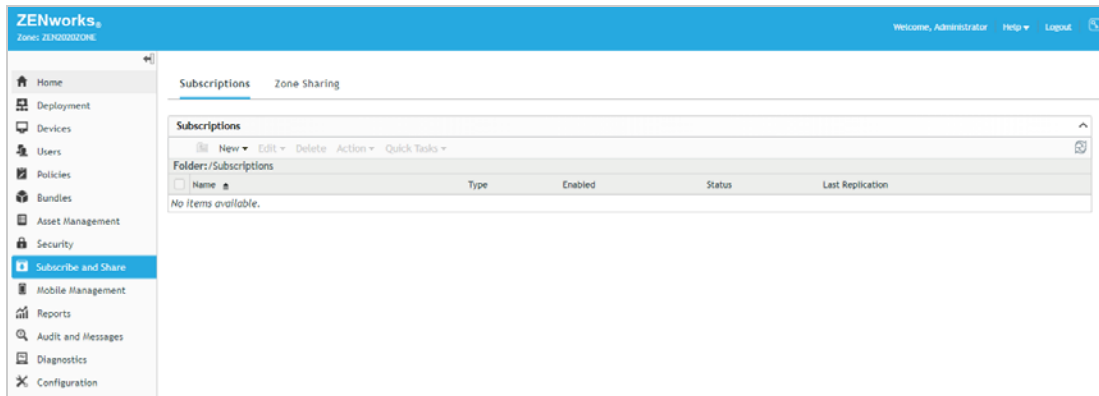 ZENworks®
Zone: ZEN2020ZONE
Welcome, Administrator Help Logout
Home
Deployment
Devices
Users
Policies
Bundles
Asset Management
Security
Subscribe and Share
Mobile Management
Reports
Audit and Messages
Diagnostics
Configuration
Subscriptions Zone Sharing
Subscriptions
New Edit Delete Action Quick Tasks
Folder:/Subscriptions
Name Type Enabled Status Last Replication
No items available.